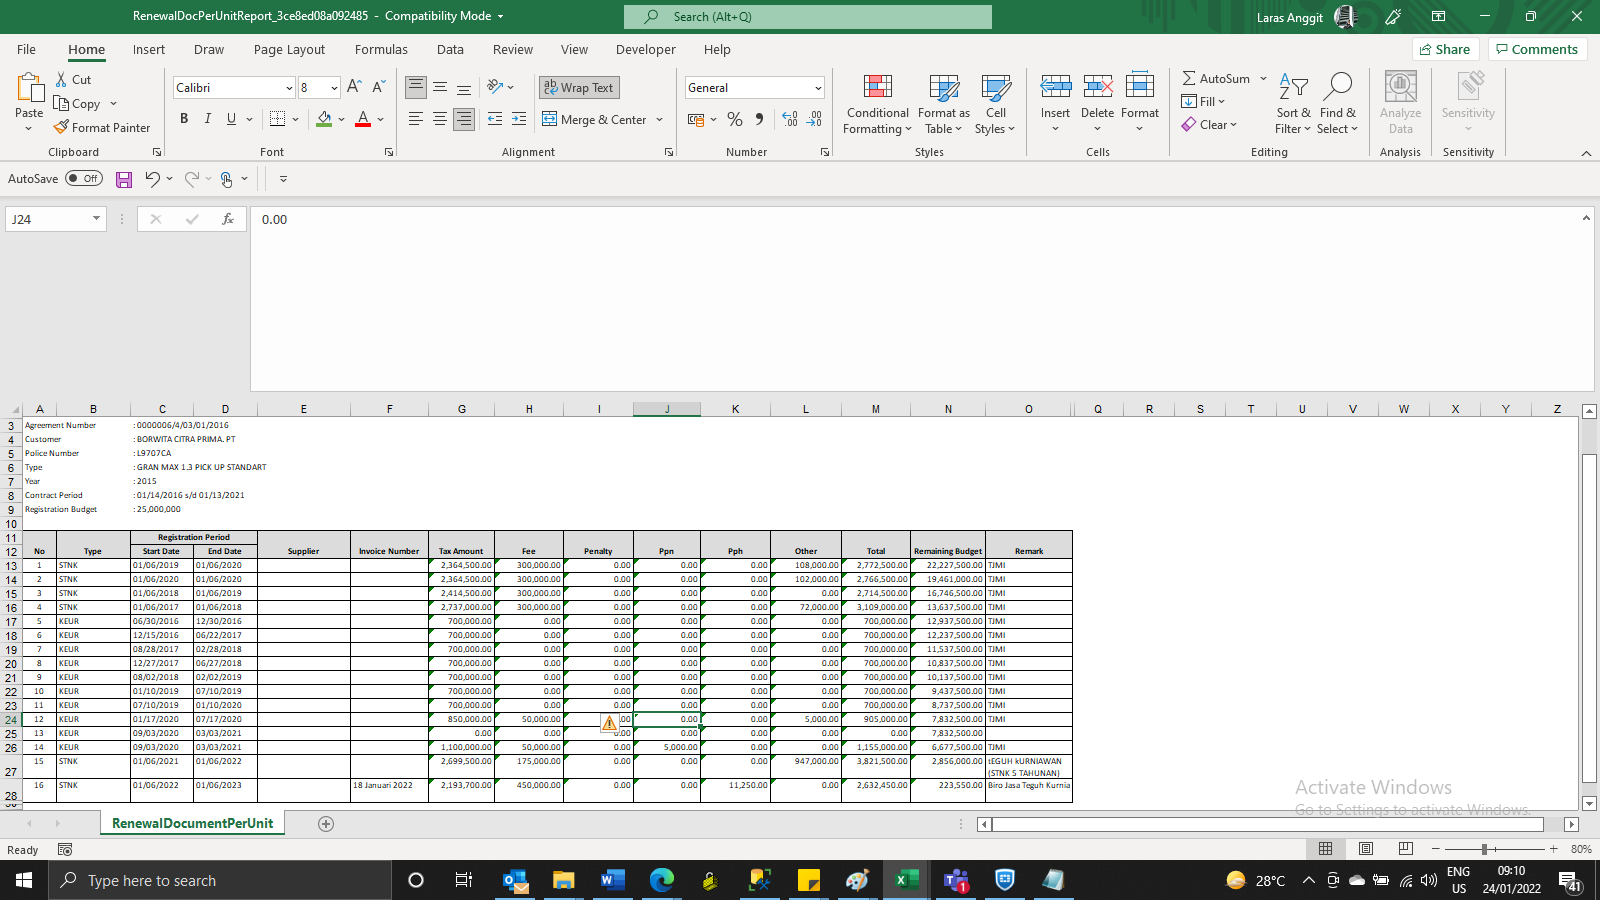 RenewalDocPerUnitReport_3ce8ed08a092485 - Compatibility Mode
Search (Alt+Q)
Laras Anggit
File Home Insert Draw Page Layout Formulas Data Review View Developer Help
Share Comments
Paste
Cut
Copy
Format Painter
Clipboard
Calibri 8
B I U
Font
Wrap Text
Merge & Center
Alignment
General
Number
Conditional Formatting
Format as Table
Cell Styles
Styles
Insert Delete Format
Cells
AutoSum
Fill
Clear
Sort & Filter
Find & Select
Editing
Analyze Data
Analysis
Sensitivity
Sensitivity
AutoSave Off
J24
fx
0.00
A B C D E F G H I J K L M N O Q R S T U V W X Y Z
3 Agreement Number : 0000006/4/03/01/2016
4 Customer : BORWITA CITRA PRIMA. PT
5 Police Number : L9707CA
6 Type : GRAN MAX 1.3 PICK UP STANDART
7 Year : 2015
8 Contract Period : 01/14/2016 s/d 01/13/2021
9 Registration Budget : 25,000,000
10
11 Registration Period
12 No Type Start Date End Date Supplier Invoice Number Tax Amount Fee Penalty Ppn Pph Other Total Remaining Budget Remark
13 1 STNK 01/06/2019 01/06/2020 2,364,500.00 300,000.00 0.00 0.00 0.00 108,000.00 2,772,500.00 22,227,500.00 TJMI
14 2 STNK 01/06/2020 01/06/2020 2,364,500.00 300,000.00 0.00 0.00 0.00 102,000.00 2,766,500.00 19,461,000.00 TJMI
15 3 STNK 01/06/2018 01/06/2019 2,414,500.00 300,000.00 0.00 0.00 0.00 0.00 2,714,500.00 16,746,500.00 TJMI
16 4 STNK 01/06/2017 01/06/2018 2,737,000.00 300,000.00 0.00 0.00 0.00 72,000.00 3,109,000.00 13,637,500.00 TJMI
17 5 KEUR 06/30/2016 12/30/2016 700,000.00 0.00 0.00 0.00 0.00 0.00 700,000.00 12,937,500.00 TJMI
18 6 KEUR 12/15/2016 06/22/2017 700,000.00 0.00 0.00 0.00 0.00 0.00 700,000.00 12,237,500.00 TJMI
19 7 KEUR 08/28/2017 02/28/2018 700,000.00 0.00 0.00 0.00 0.00 0.00 700,000.00 11,537,500.00 TJMI
20 8 KEUR 12/27/2017 06/27/2018 700,000.00 0.00 0.00 0.00 0.00 0.00 700,000.00 10,837,500.00 TJMI
21 9 KEUR 08/02/2018 02/02/2019 700,000.00 0.00 0.00 0.00 0.00 0.00 700,000.00 10,137,500.00 TJMI
22 10 KEUR 01/10/2019 07/10/2019 700,000.00 0.00 0.00 0.00 0.00 0.00 700,000.00 9,437,500.00 TJMI
23 11 KEUR 07/10/2019 01/10/2020 700,000.00 0.00 0.00 0.00 0.00 0.00 700,000.00 8,737,500.00 TJMI
24 12 KEUR 01/17/2020 07/17/2020 850,000.00 50,000.00 .00 0.00 0.00 5,000.00 905,000.00 7,832,500.00 TJMI
25 13 KEUR 09/03/2020 03/03/2021 0.00 0.00 0.00 0.00 0.00 0.00 0.00 7,832,500.00
26 14 KEUR 09/03/2020 03/03/2021 1,100,000.00 50,000.00 0.00 5,000.00 0.00 0.00 1,155,000.00 6,677,500.00 TJMI
27 15 STNK 01/06/2021 01/06/2022 2,699,500.00 175,000.00 0.00 0.00 0.00 947,000.00 3,821,500.00 2,856,000.00 tEGUH kURNIAWAN
(STNK 5 TAHUNAN)
28 16 STNK 01/06/2022 01/06/2023 18 Januari 2022 2,193,700.00 450,000.00 0.00 0.00 11,250.00 0.00 2,632,450.00 223,550.00 Biro Jasa Teguh Kurnia
Activate Windows
Go to Settings to activate Windows.
RenewalDocumentPerUnit
Ready
80%
Type here to search
1
28°C
ENG
US
09:10
24/01/2022
41